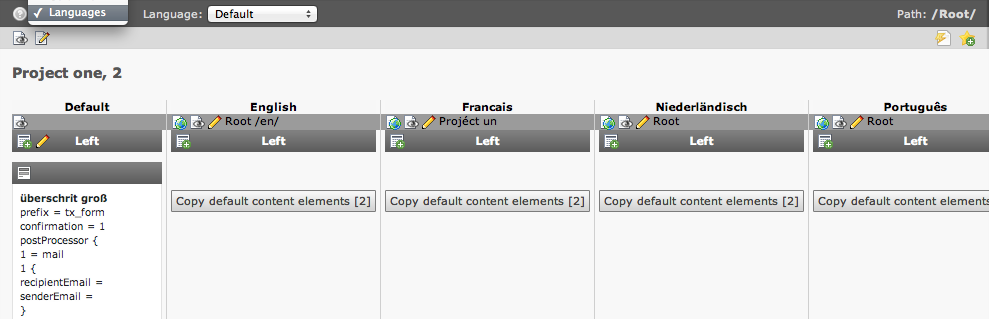 ✓ Languages
Language: Default
Path: /Root/
Project one, 2
Default English Francais Niederländisch Português
Root /en/ Projéct un Root Root
Left Left Left Left Left
Copy default content elements [2] Copy default content elements [2] Copy default content elements [2] Copy default content
überschrit groß
prefix = tx_form
confirmation = 1
postProcessor {
1 = mail
1 {
recipientEmail =
senderEmail =
}